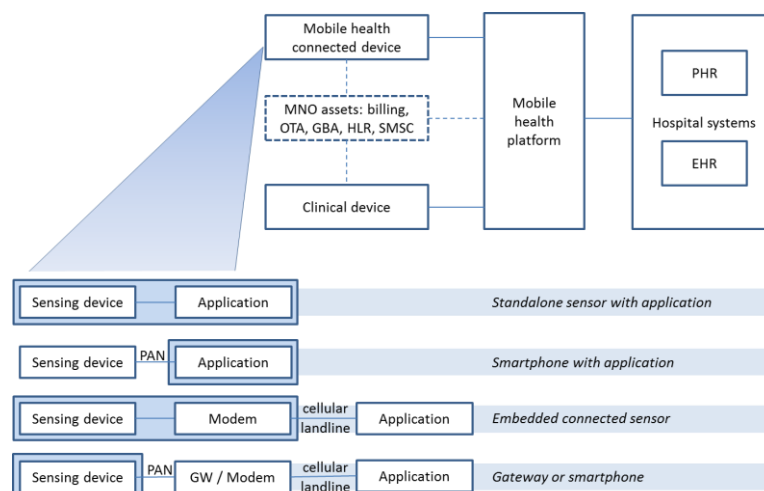 Mobile health
connected device
MNO assets: billing,
OTA, GBA, HLR, SMSC
Clinical device
Mobile
health
platform
PHR
Hospital systems
EHR
Sensing device
Application
Standalone sensor with application
Sensing device
PAN
Application
Smartphone with application
Sensing device
Modem
cellular
landline
Application
Embedded connected sensor
Sensing device
PAN
GW / Modem
cellular
landline
Application
Gateway or smartphone